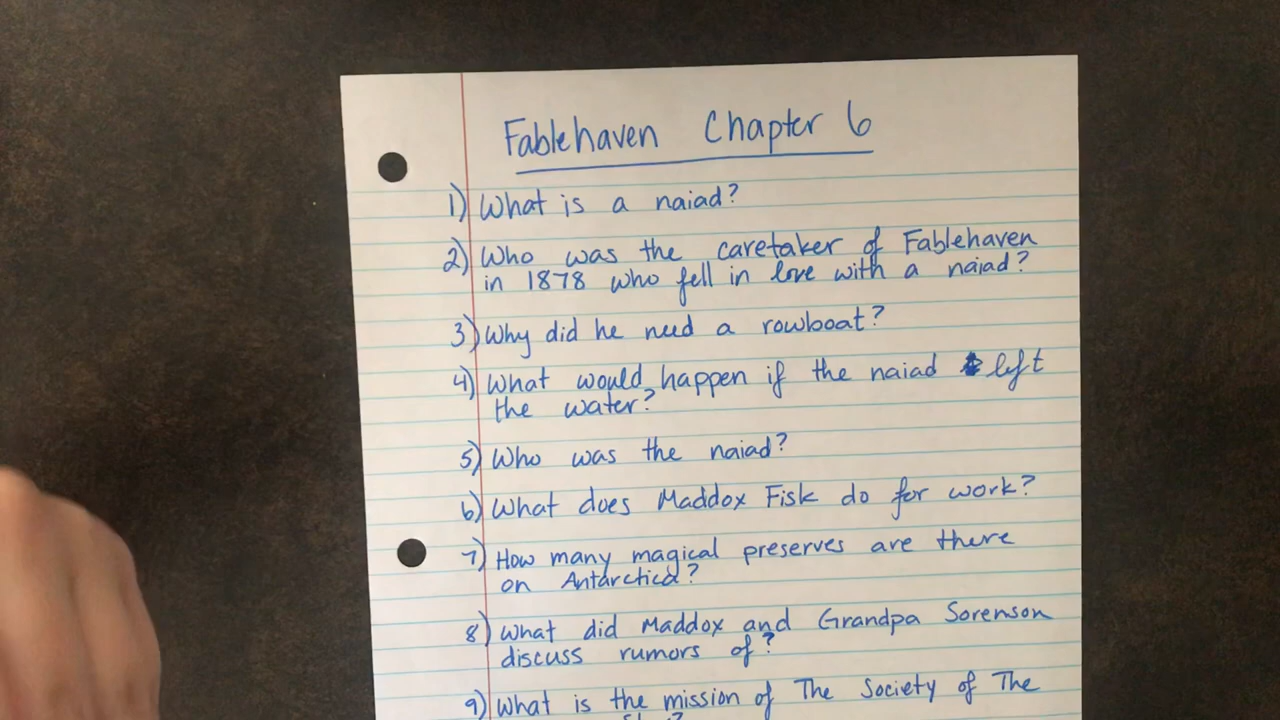 Fablehaven Chapter 6
1) What is a naiad?
2) Who was the caretaker of Fablehaven
in 1878 who fell in love with a naiad?
3) Why did he need a rowboat?
4) What would happen if the naiad left
the water?
5) Who was the naiad?
6) What does Maddox Fisk do for work?
7) How many magical preserves are there
on Antarctica?
8) What did Maddox and Grandpa Sorenson
discuss rumors of?
9) What is the mission of The Society of The